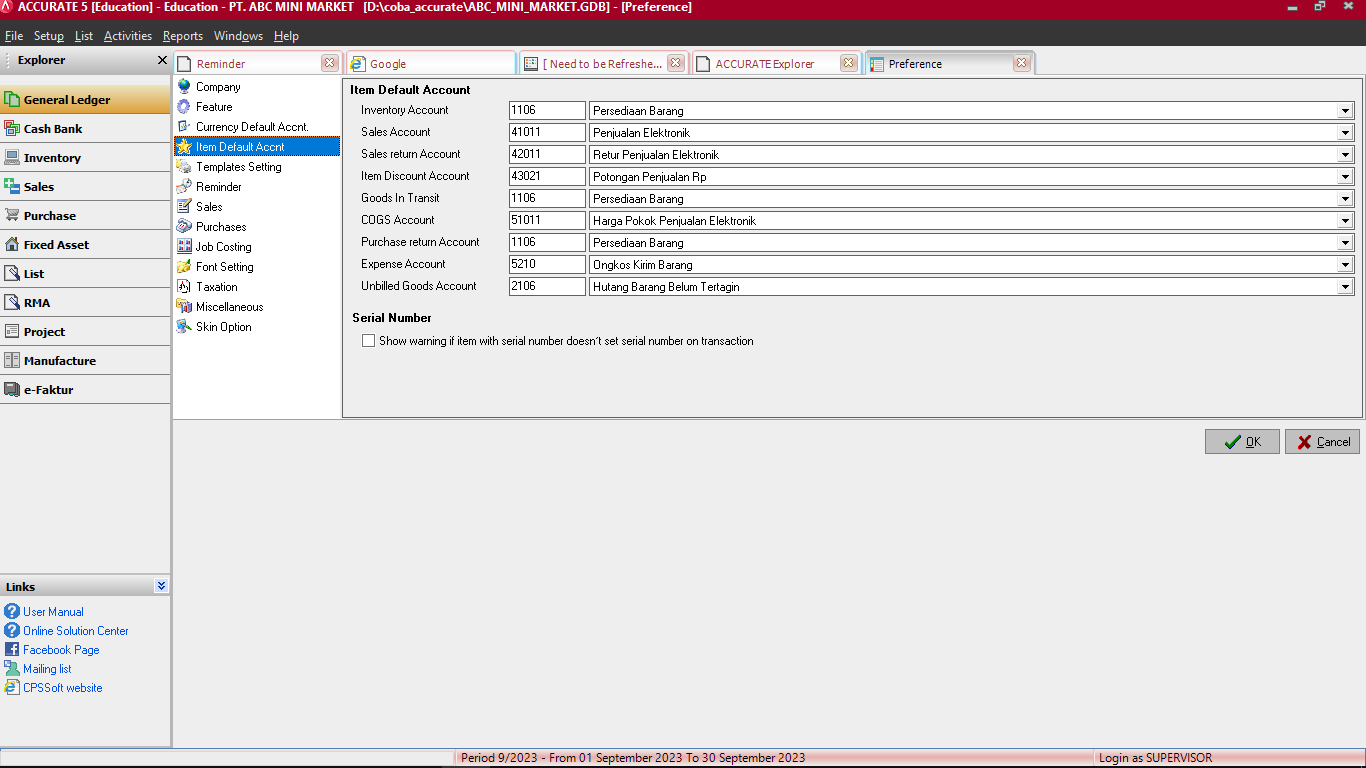 ACCURATE 5 [Education] - Education - PT. ABC MINI MARKET [D:\coba_accurate\ABC_MINI_MARKET.GDB] - [Preference]
File Setup List Activities Reports Windows Help
Explorer
Reminder
Google
[ Need to be Refreshe...
ACCURATE Explorer
Preference
General Ledger
Cash Bank
Inventory
Sales
Purchase
Fixed Asset
List
RMA
Project
Manufacture
e-Faktur
Links
User Manual
Online Solution Center
Facebook Page
Mailing list
CPSSoft website
Company
Feature
Currency Default Accnt.
Item Default Accnt
Templates Setting
Reminder
Sales
Purchases
Job Costing
Font Setting
Taxation
Miscellaneous
Skin Option
Item Default Account
Inventory Account 1106 Persediaan Barang
Sales Account 41011 Penjualan Elektronik
Sales return Account 42011 Retur Penjualan Elektronik
Item Discount Account 43021 Potongan Penjualan Rp
Goods In Transit 1106 Persediaan Barang
COGS Account 51011 Harga Pokok Penjualan Elektronik
Purchase return Account 1106 Persediaan Barang
Expense Account 5210 Ongkos Kirim Barang
Unbilled Goods Account 2106 Hutang Barang Belum Tertagin
Serial Number
Show warning if item with serial number doesn´t set serial number on transaction
OK Cancel
Period 9/2023 - From 01 September 2023 To 30 September 2023
Login as SUPERVISOR